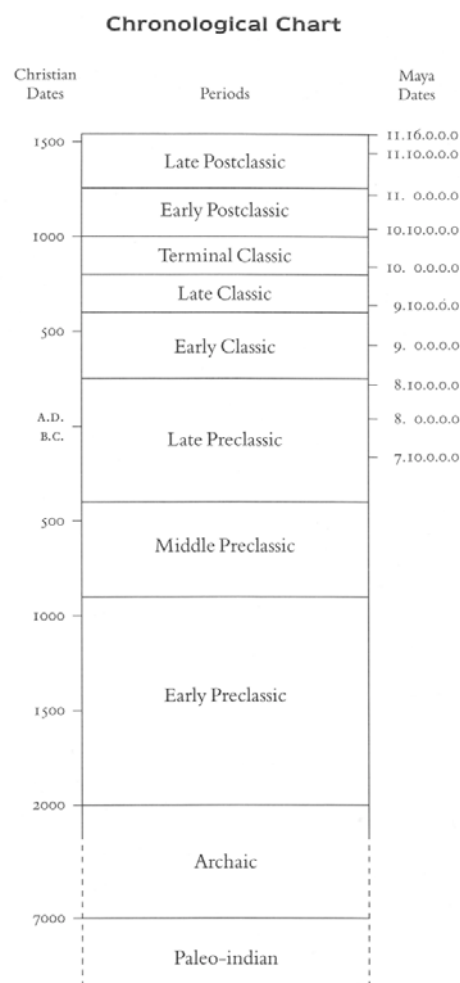 Chronological Chart
Christian
Dates
Periods
Maya
Dates
1500
Late Postclassic
11.16.0.0.0
11.10.0.0.0
Early Postclassic
11. 0.0.0.0
1000
10.10.0.0.0
Terminal Classic
10. 0.0.0.0
Late Classic
9.10.0.0.0
500
Early Classic
9. 0.0.0.0
8.10.0.0.0
A.D.
B.C.
Late Preclassic
8. 0.0.0.0
7.10.0.0.0
500
Middle Preclassic
1000
Early Preclassic
1500
2000
Archaic
7000
Paleo-indian